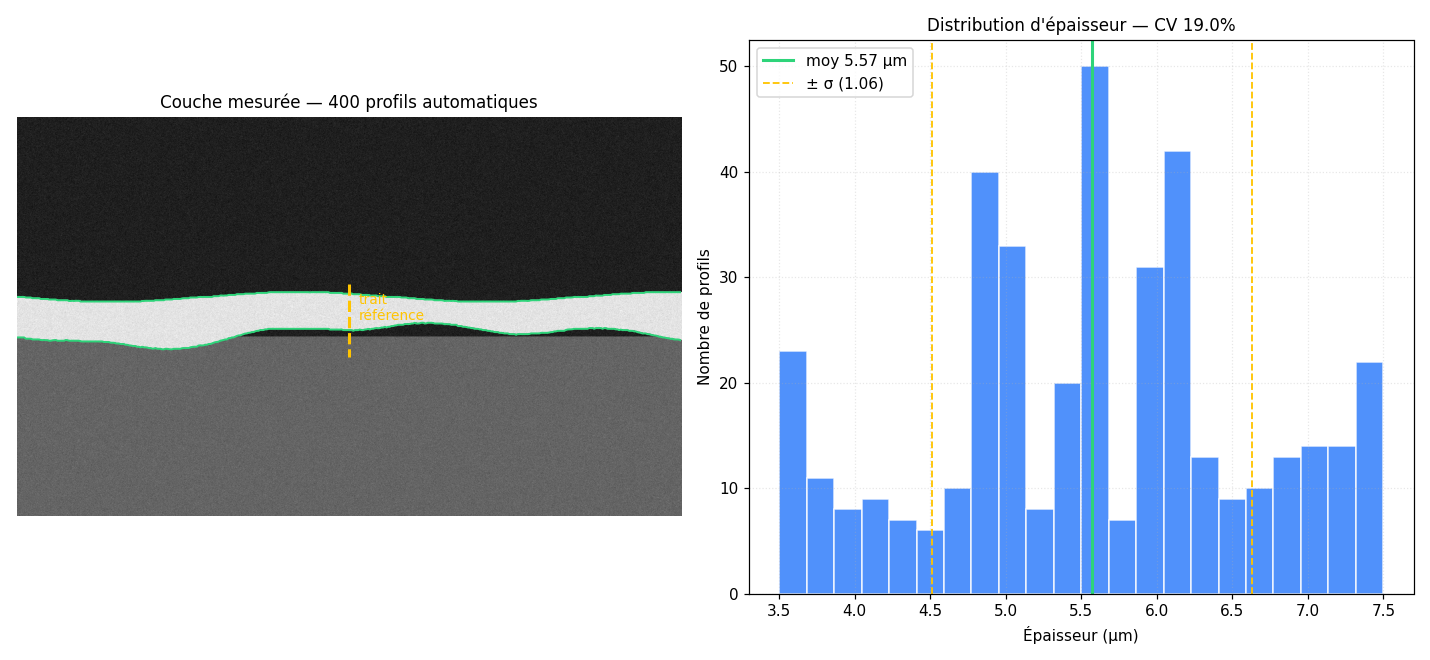 Couche mesurée — 400 profils automatiques
trait
référence
Distribution d'épaisseur — CV 19.0%
moy 5.57 µm
± σ (1.06)
Nombre de profils
50
40
30
20
10
0
3.5 4.0 4.5 5.0 5.5 6.0 6.5 7.0 7.5
Épaisseur (µm)